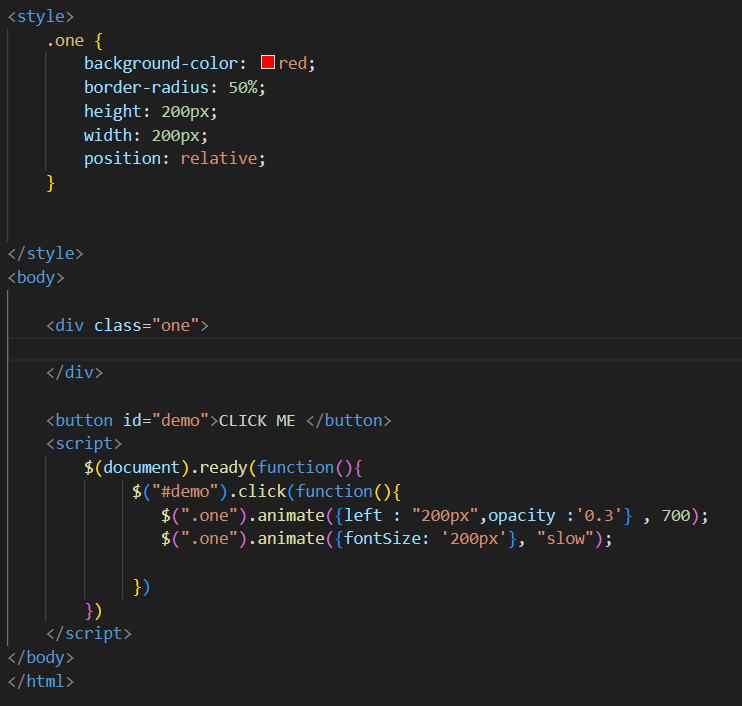 <style>
    .one {
        background-color: red;
        border-radius: 50%;
        height: 200px;
        width: 200px;
        position: relative;
    }
</style>
<body>
    <div class="one">
    </div>
    <button id="demo">CLICK ME </button>
    <script>
        $(document).ready(function(){
             $("#demo").click(function(){
                $(".one").animate({left : "200px",opacity :'0.3'} , 700);
                $(".one").animate({fontSize: '200px'}, "slow");
             })
        })
    </script>
</body>
</html>